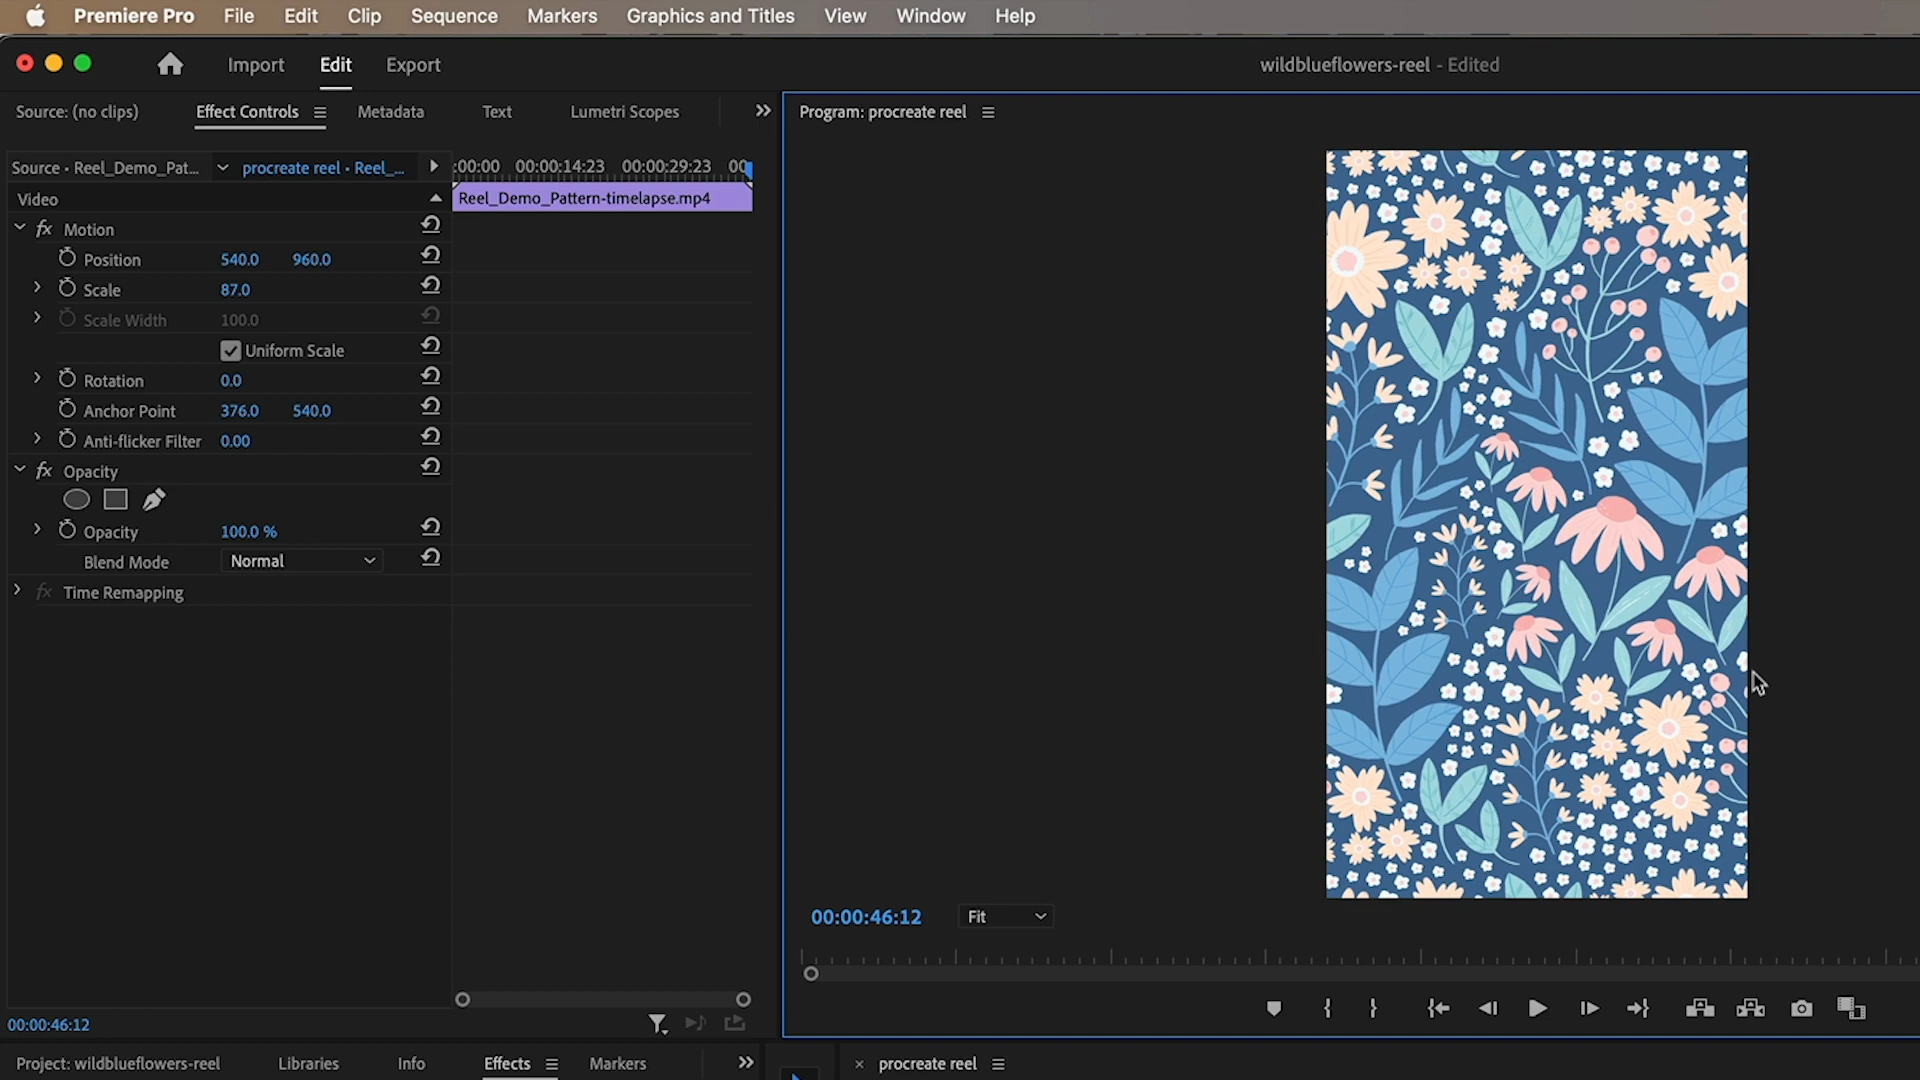 Premiere Pro File Edit Clip Sequence Markers Graphics and Titles View Window Help
Import Edit Export
wildblueflowers-reel - Edited
Source: (no clips) Effect Controls Metadata Text Lumetri Scopes
Program: procreate reel
Source · Reel_Demo_Pat... procreate reel · Reel_...
:00:00 00:00:14:23 00:00:29:23 00
Video
Reel_Demo_Pattern-timelapse.mp4
fx Motion
Position 540.0 960.0
Scale 87.0
Scale Width 100.0
Uniform Scale
Rotation 0.0
Anchor Point 376.0 540.0
Anti-flicker Filter 0.00
fx Opacity
Opacity 100.0 %
Blend Mode Normal
fx Time Remapping
00:00:46:12 Fit
00:00:46:12
Project: wildblueflowers-reel Libraries Info Effects Markers
× procreate reel